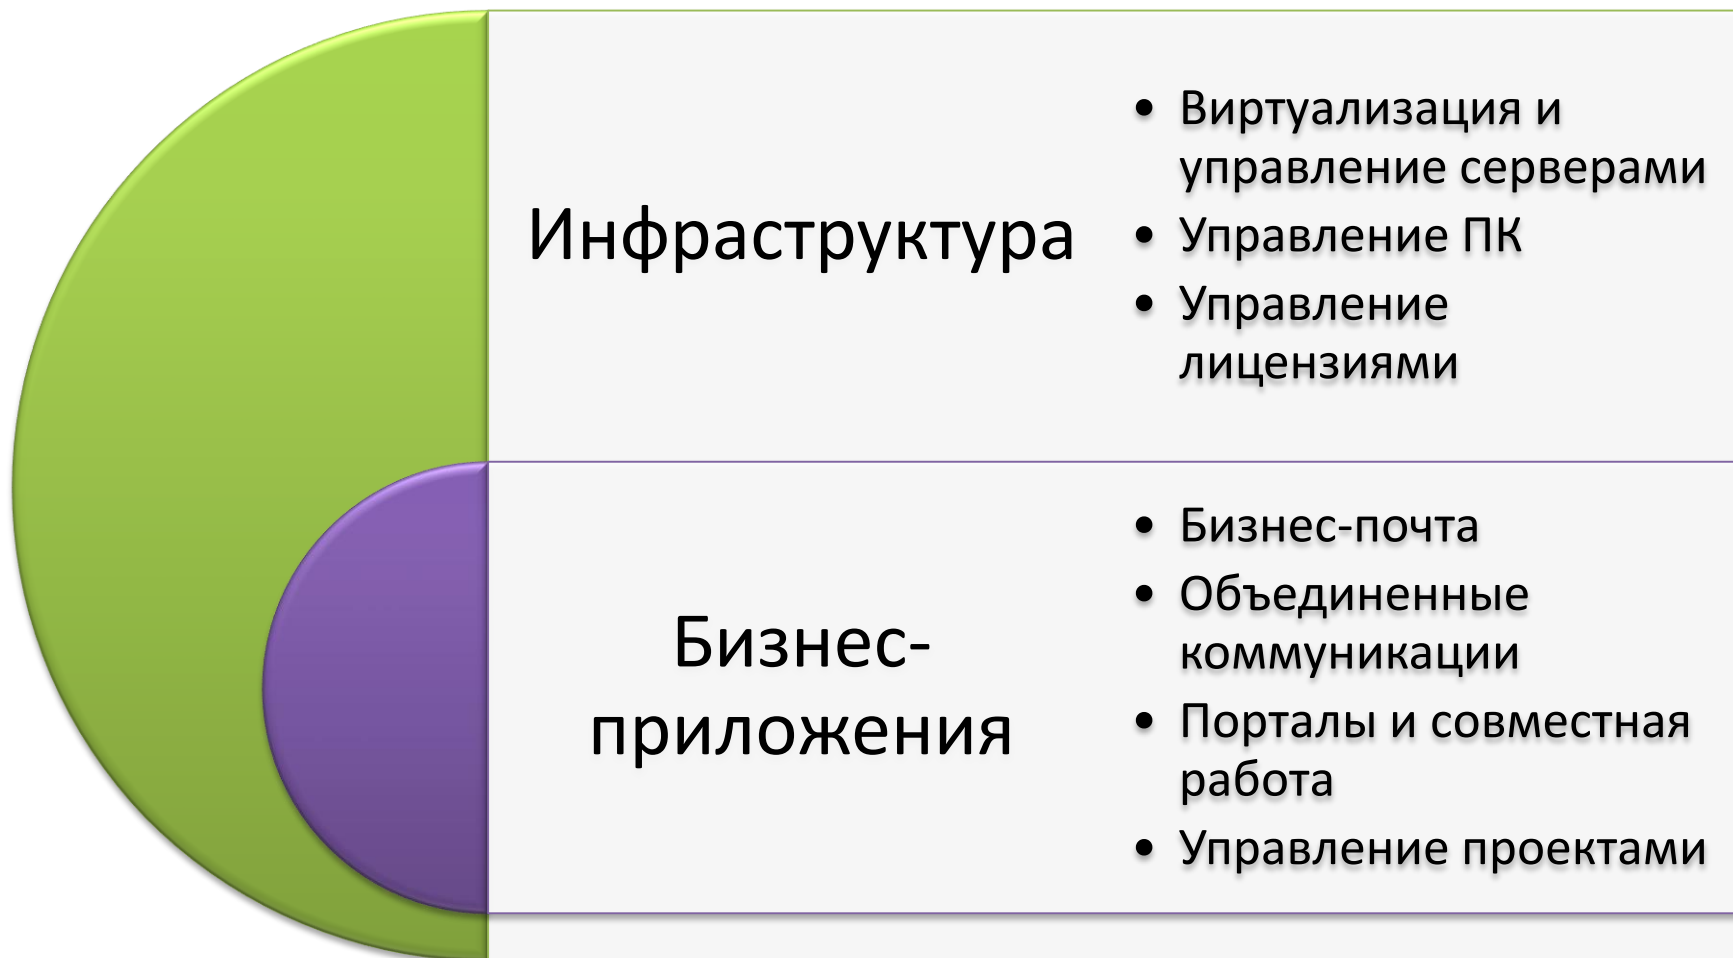 Инфраструктура
• Виртуализация и
управление серверами
• Управление ПК
• Управление
лицензиями
Бизнес-
приложения
• Бизнес-почта
• Объединенные
коммуникации
• Порталы и совместная
работа
• Управление проектами